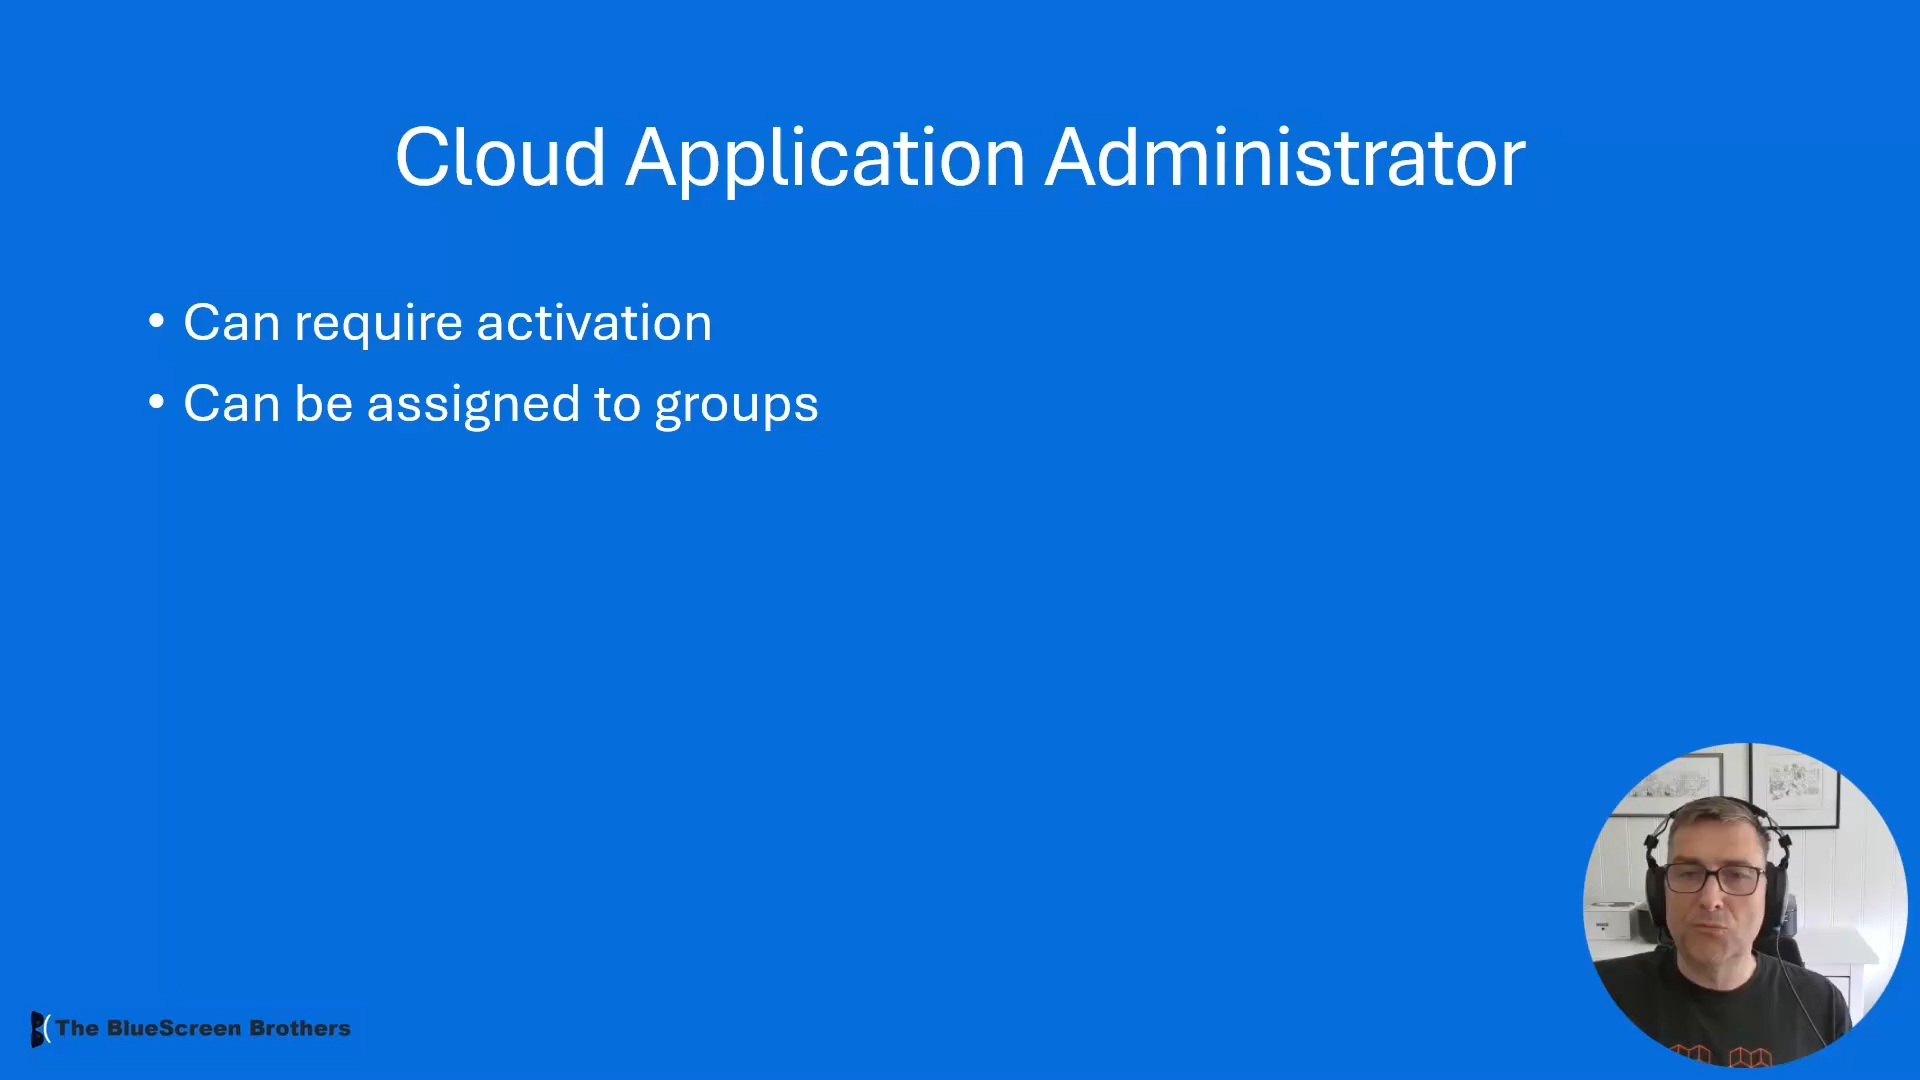 Cloud Application Administrator
• Can require activation
• Can be assigned to groups
The BlueScreen Brothers